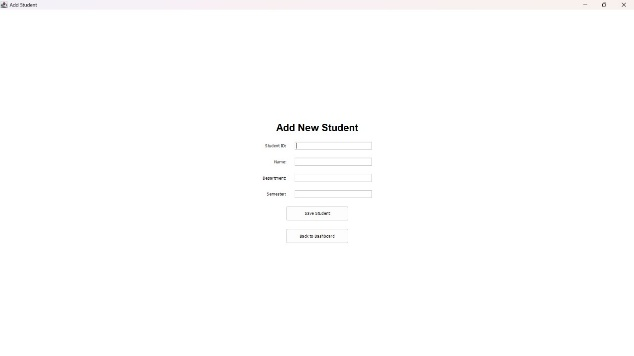 Add Student
Add New Student
Student ID:
Name:
Department:
Semester:
Save Student
Back to Dashboard